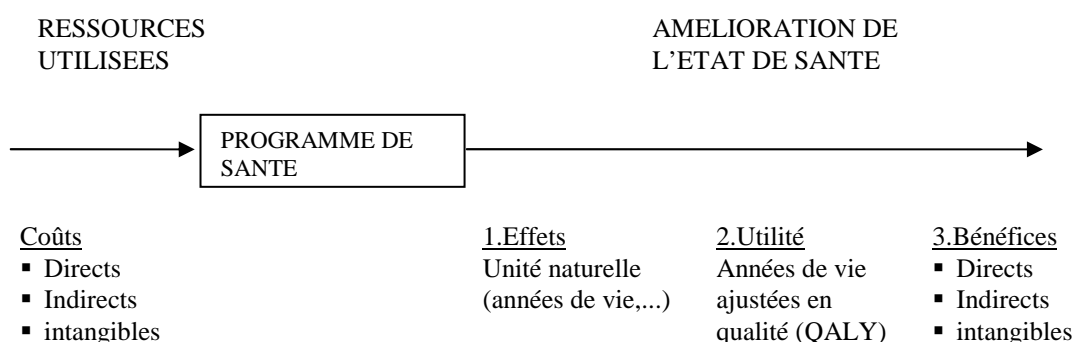 RESSOURCES
UTILISEES
AMELIORATION DE
L'ETAT DE SANTE
PROGRAMME DE
SANTE
Coûts
▪ Directs
▪ Indirects
▪ intangibles
1.Effets
Unité naturelle
(années de vie,...)
2.Utilité
Années de vie
ajustées en
qualité (QALY)
3.Bénéfices
▪ Directs
▪ Indirects
▪ intangibles